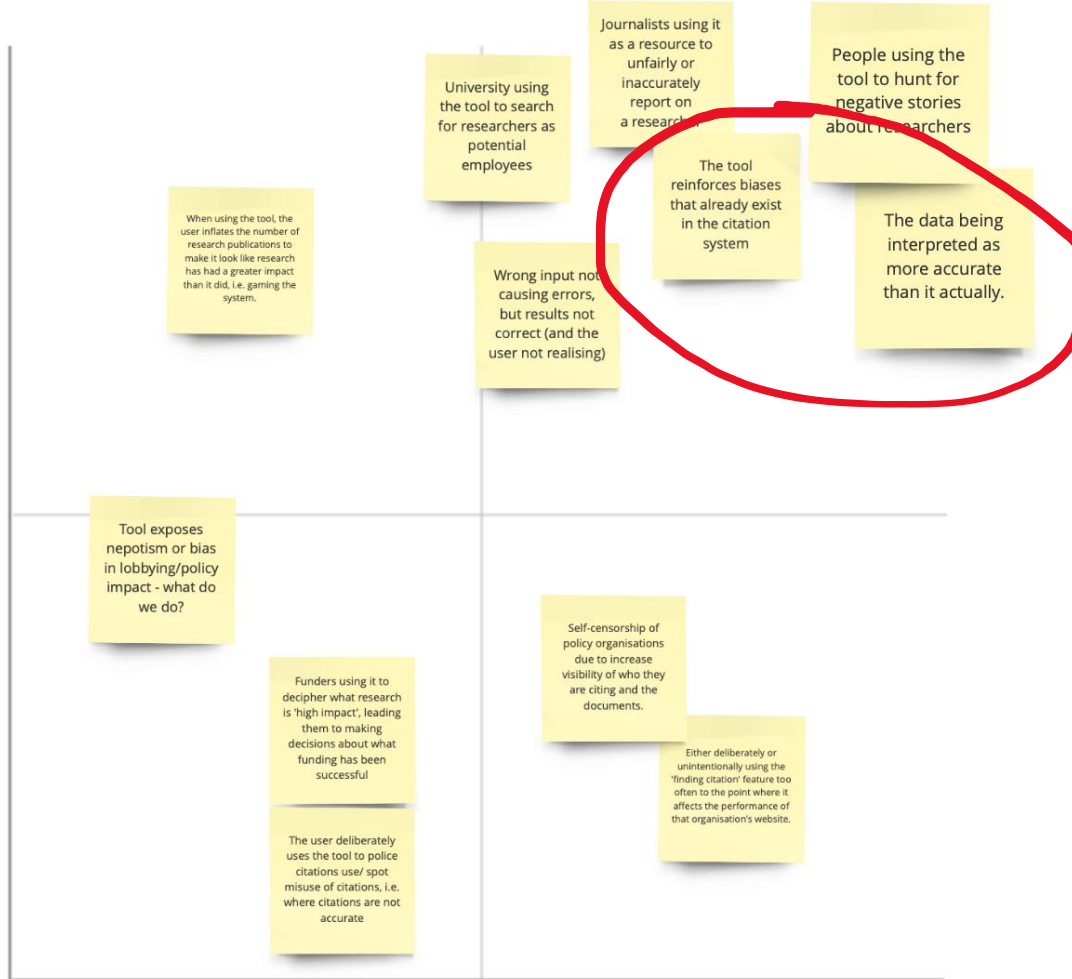 Journalists using it
as a resource to
unfairly or
inaccurately
report on
a researcher
People using the
tool to hunt for
negative stories
about researchers
University using
the tool to search
for researchers as
potential
employees
The tool
reinforces biases
that already exist
in the citation
system
The data being
interpreted as
more accurate
than it actually.
When using the tool, the
user inflates the number of
research publications to
make it look like research
has had a greater impact
than it did, i.e. gaming the
system.
Wrong input not
causing errors,
but results not
correct (and the
user not realising)
Tool exposes
nepotism or bias
in lobbying/policy
impact - what do
we do?
Self-censorship of
policy organisations
due to increase
visibility of who they
are citing and the
documents.
Funders using it to
decipher what research
is 'high impact', leading
them to making
decisions about what
funding has been
successful
Either deliberately or
unintentionally using the
'finding citation' feature too
often to the point where it
affects the performance of
that organisation's website.
The user deliberately
uses the tool to police
citations use/ spot
misuse of citations, i.e.
where citations are not
accurate